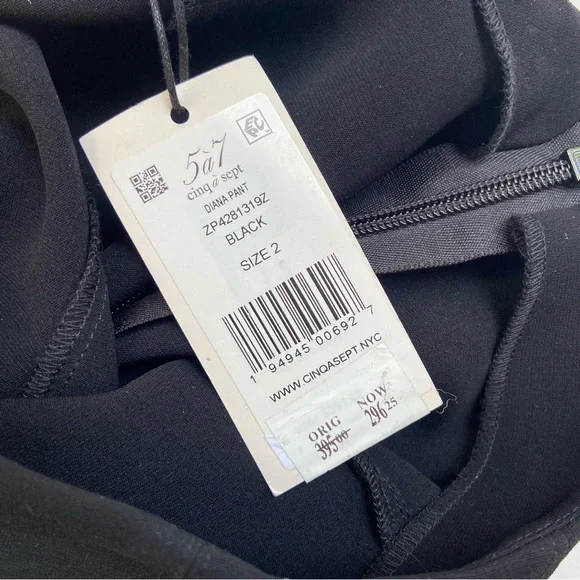 5à7
cinq à sept
DIANA PANT
ZP4281319Z
BLACK
SIZE 2
1 94945 00692 7
WWW.CINQASEPT.NYC
ORIG NOW
395.00 296.25